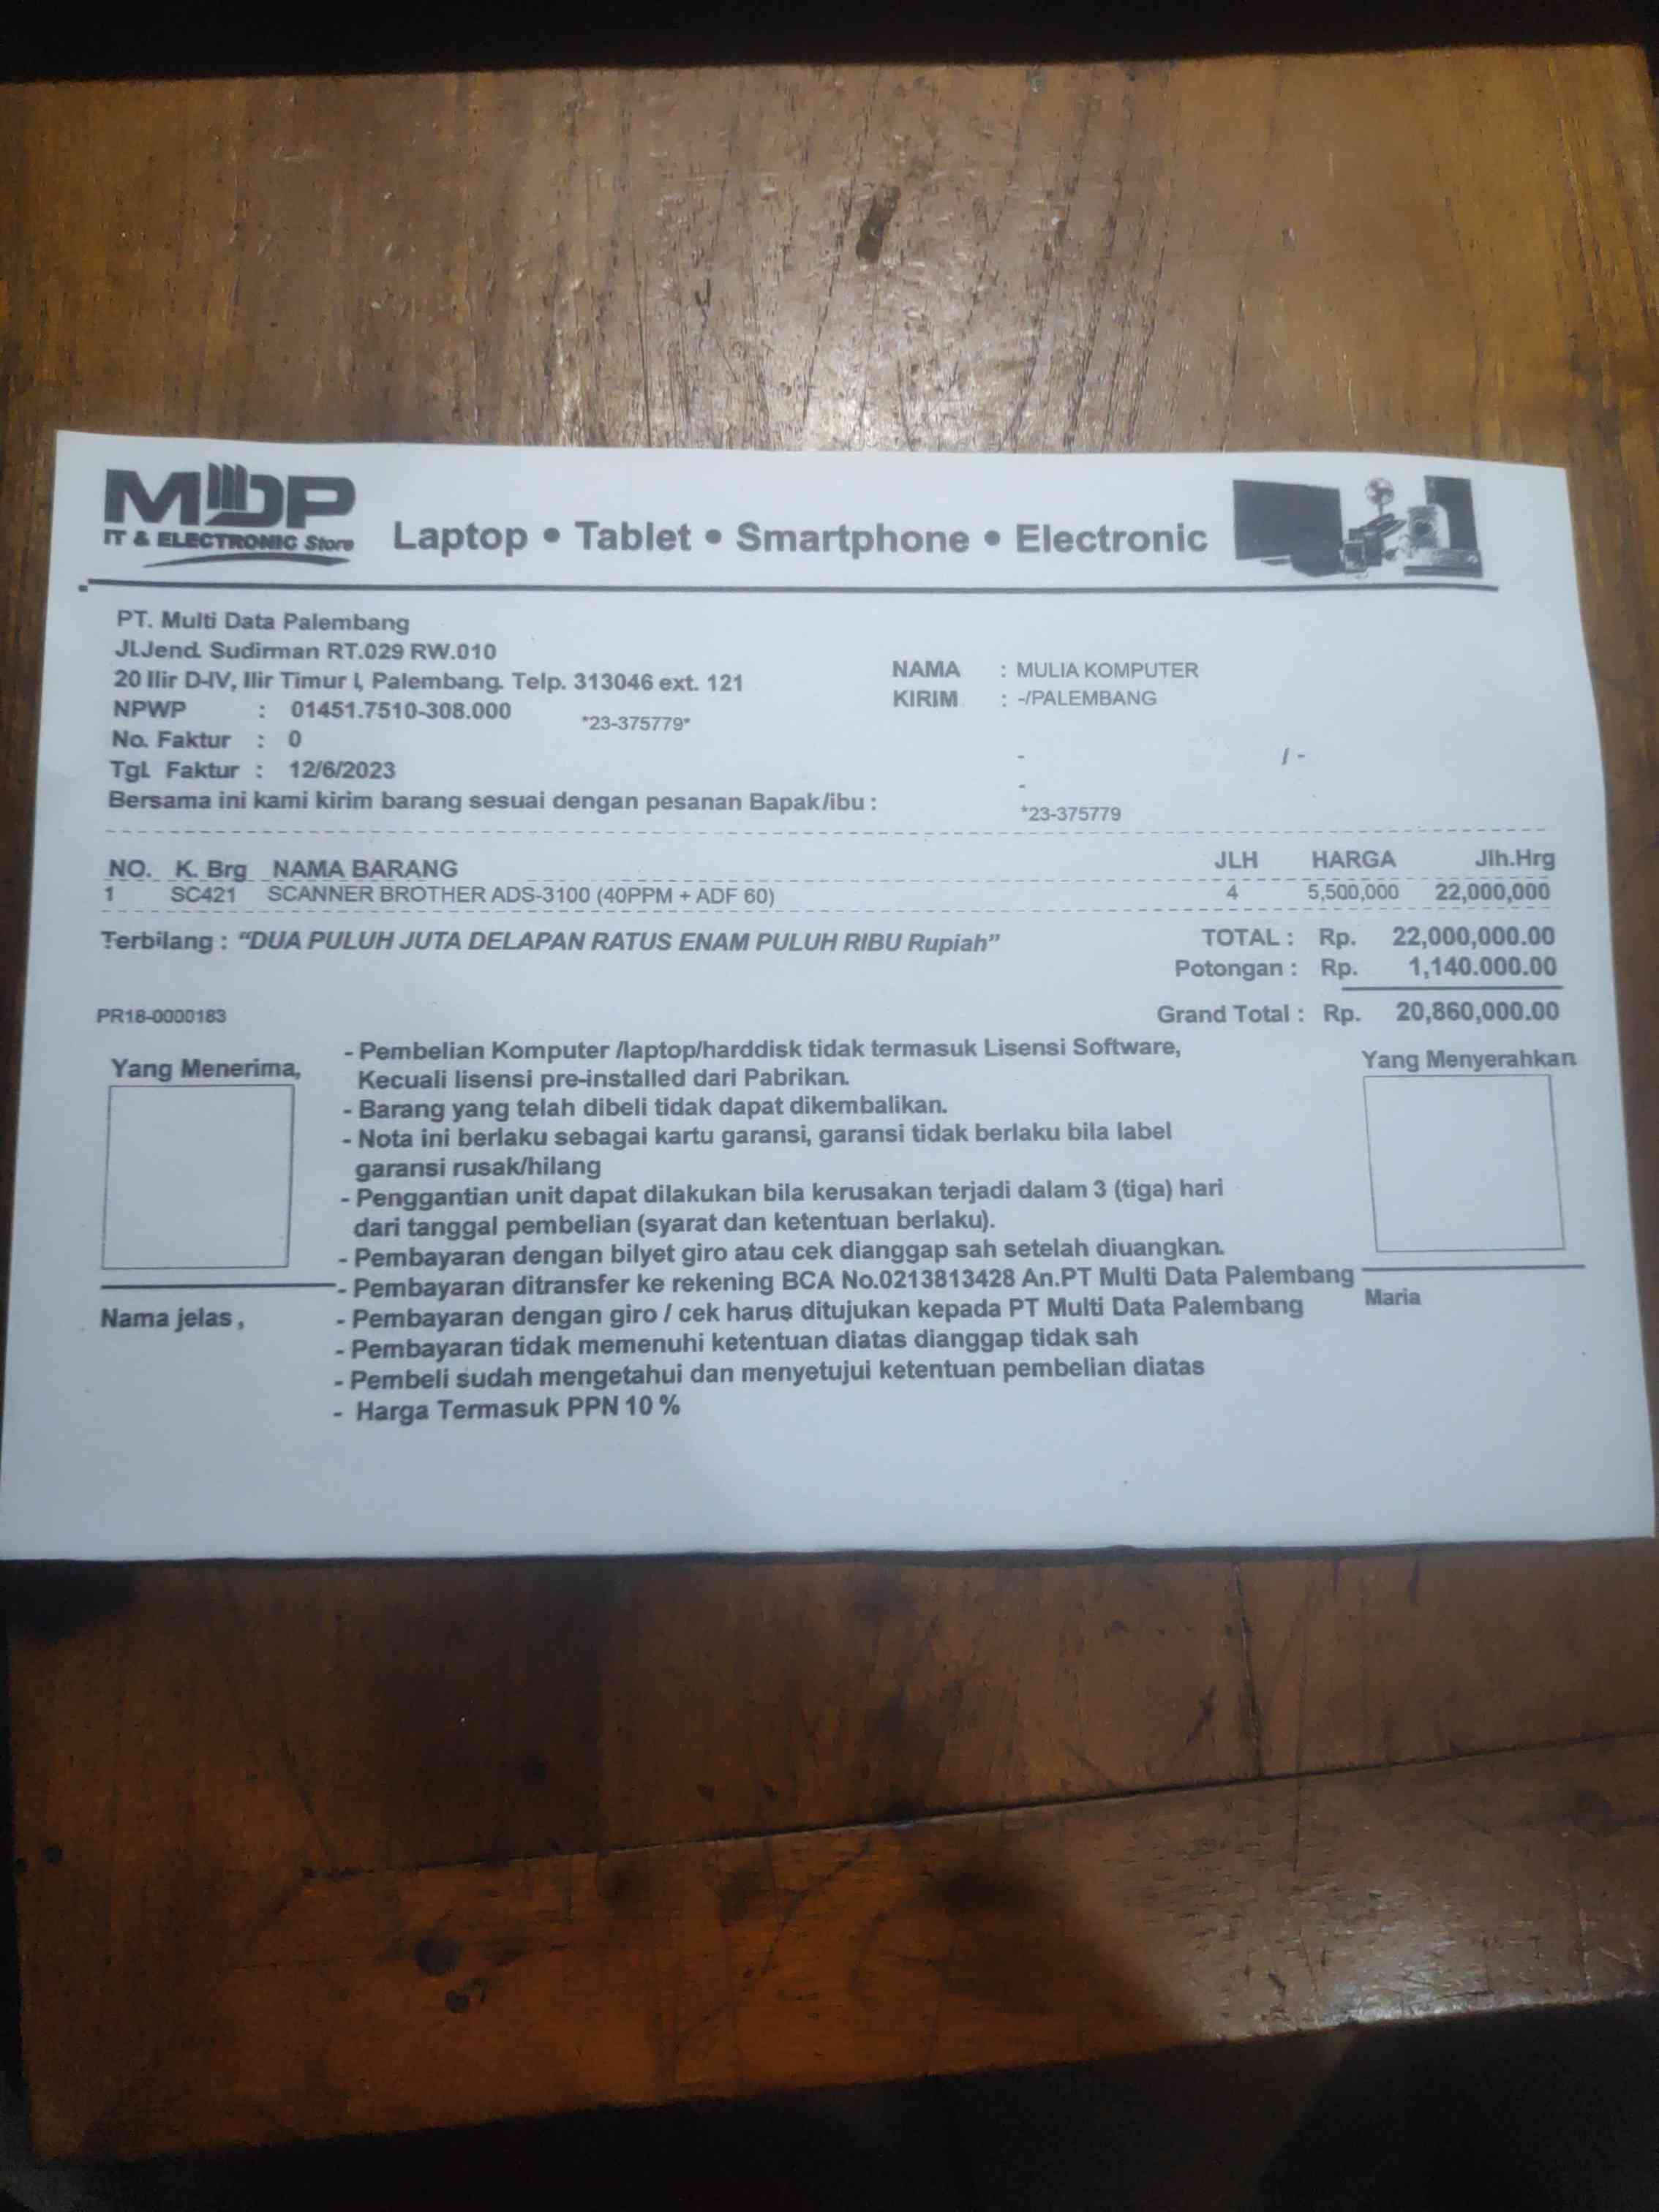 MDP
IT & ELECTRONIC Store
Laptop • Tablet • Smartphone • Electronic
PT. Multi Data Palembang
Jl.Jend. Sudirman RT.029 RW.010
20 Ilir D-IV, Ilir Timur I, Palembang. Telp. 313046 ext. 121
NPWP : 01451.7510-308.000
*23-375779*
No. Faktur : 0
Tgl. Faktur : 12/6/2023
Bersama ini kami kirim barang sesuai dengan pesanan Bapak/ibu :
NAMA : MULIA KOMPUTER
KIRIM : -/PALEMBANG
- / -
-
*23-375779
NO. K. Brg NAMA BARANG JLH HARGA Jlh.Hrg
1 SC421 SCANNER BROTHER ADS-3100 (40PPM + ADF 60) 4 5,500,000 22,000,000
Terbilang : “DUA PULUH JUTA DELAPAN RATUS ENAM PULUH RIBU Rupiah”
TOTAL : Rp. 22,000,000.00
Potongan : Rp. 1,140.000.00
Grand Total : Rp. 20,860,000.00
PR18-0000183
Yang Menerima,
Nama jelas ,
- Pembelian Komputer /laptop/harddisk tidak termasuk Lisensi Software,
Kecuali lisensi pre-installed dari Pabrikan.
- Barang yang telah dibeli tidak dapat dikembalikan.
- Nota ini berlaku sebagai kartu garansi, garansi tidak berlaku bila label
garansi rusak/hilang
- Penggantian unit dapat dilakukan bila kerusakan terjadi dalam 3 (tiga) hari
dari tanggal pembelian (syarat dan ketentuan berlaku).
- Pembayaran dengan bilyet giro atau cek dianggap sah setelah diuangkan.
- Pembayaran ditransfer ke rekening BCA No.0213813428 An.PT Multi Data Palembang
- Pembayaran dengan giro / cek harus ditujukan kepada PT Multi Data Palembang
- Pembayaran tidak memenuhi ketentuan diatas dianggap tidak sah
- Pembeli sudah mengetahui dan menyetujui ketentuan pembelian diatas
- Harga Termasuk PPN 10 %
Yang Menyerahkan
Maria